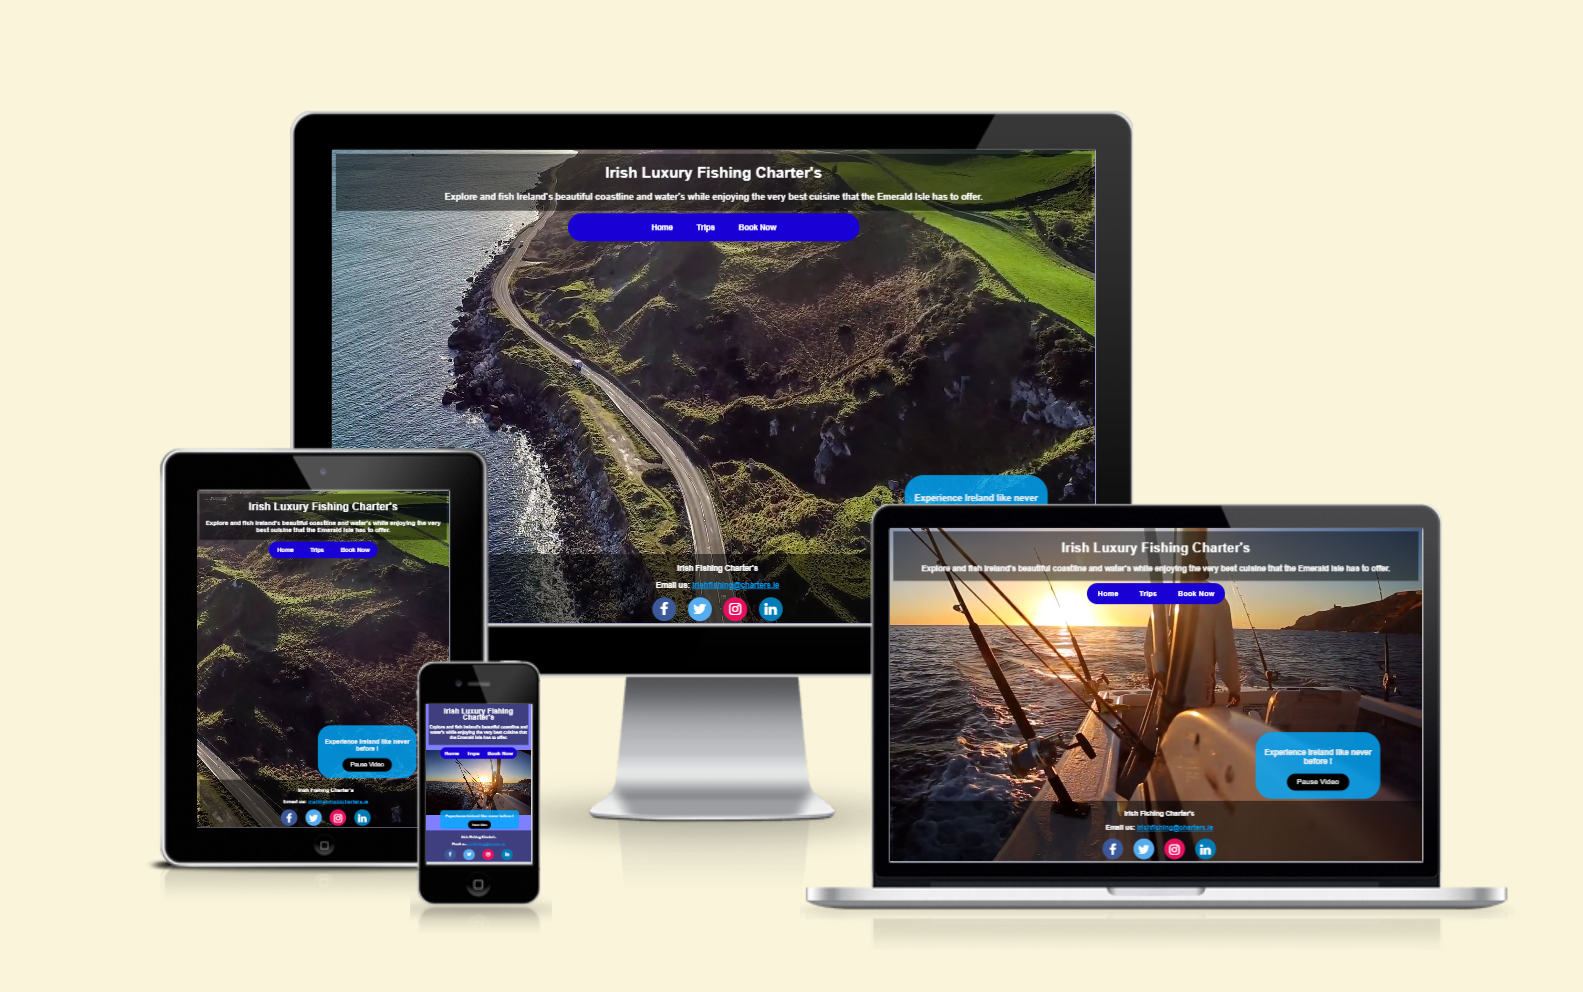 Irish Luxury Fishing Charter's
Explore and fish Ireland's beautiful coastline and water's while enjoying the very best cuisine that the Emerald Isle has to offer.
Home Trips Book Now
Experience Ireland like never
Irish Fishing Charter's
Email us: irishfishing@charters.ie
Irish Luxury Fishing Charter's
Explore and fish Ireland's beautiful coastline and water's while enjoying the very
best cuisine that the Emerald Isle has to offer.
Home Trips Book Now
Experience Ireland like never
before !
Pause Video
Irish Fishing Charter's
Email us:
Irish Luxury Fishing
Charter's
Explore and fish Ireland's beautiful coastline and
water's while enjoying the very best cuisine that
the Emerald Isle has to offer.
Home Trips Book Now
Experience Ireland like never before !
Pause Video
Irish Luxury Fishing Charter's
Explore and fish Ireland's beautiful coastline and water's while enjoying the very best cuisine that the Emerald Isle has to offer.
Home Trips Book Now
Experience Ireland like never
before !
Pause Video
Irish Fishing Charter's
Email us: irishfishing@charters.ie